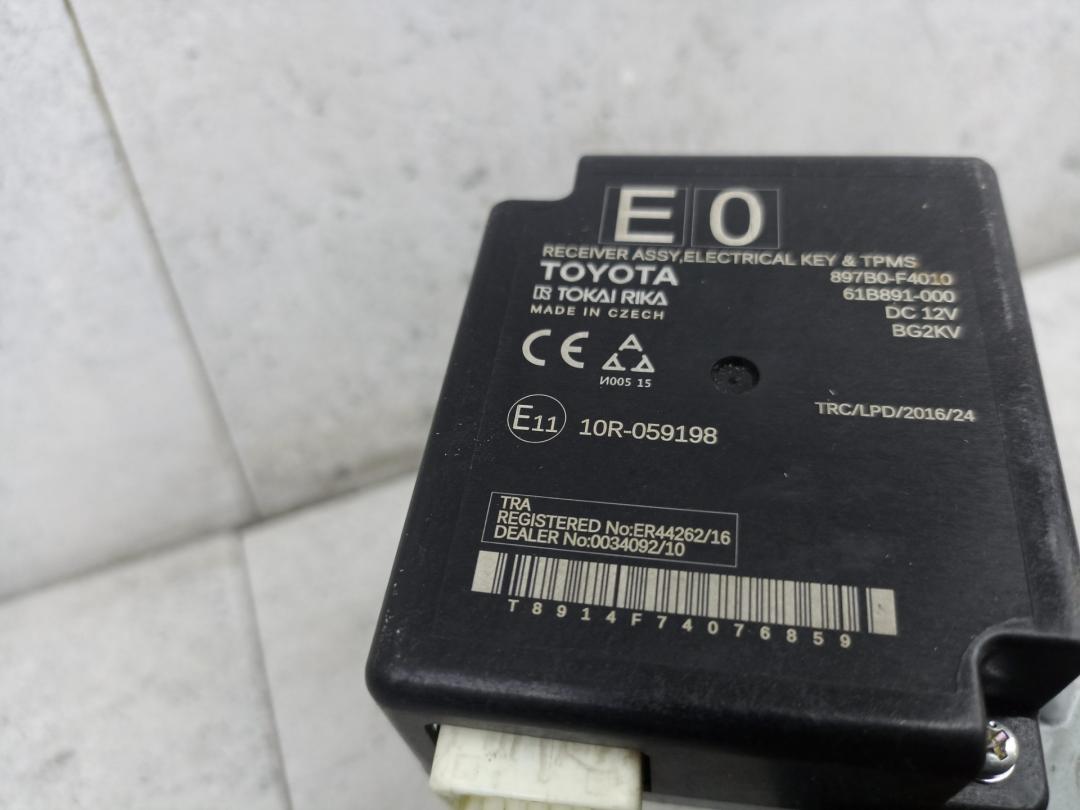 E 0
RECEIVER ASSY,ELECTRICAL KEY & TPMS
TOYOTA
897B0-F4010
TOKAI RIKA
61B891-000
MADE IN CZECH
DC 12V
BG2KV
CE
И005 15
TRC/LPD/2016/24
E11 10R-059198
TRA
REGISTERED No:ER44262/16
DEALER No:0034092/10
T8914F74076859